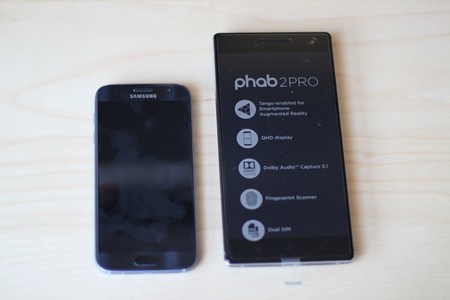 SAMSUNG
phab2PRO
Tango-enabled for
Smartphone
Augmented Reality
QHD display
Dolby Audio™ Capture 5.1
Fingerprint Scanner
Dual SIM